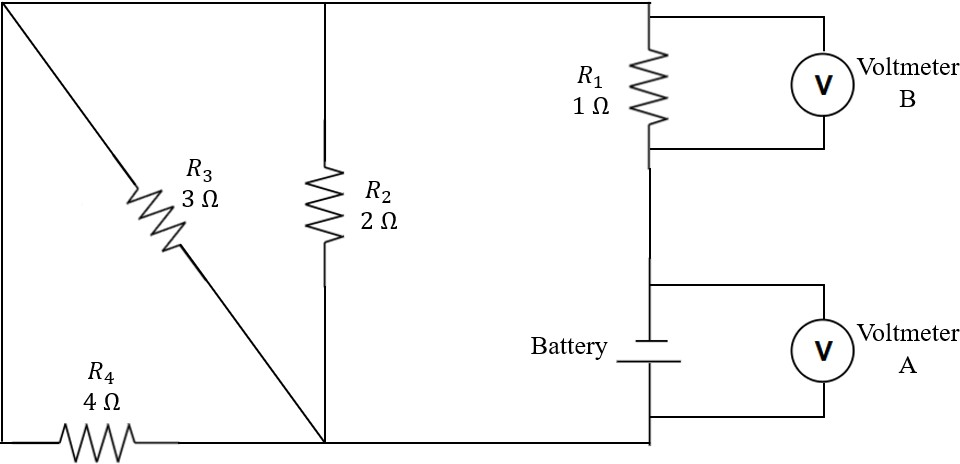 R₁
1 Ω
V
Voltmeter
B
R₃
3 Ω
R₂
2 Ω
Battery
V
Voltmeter
A
R₄
4 Ω